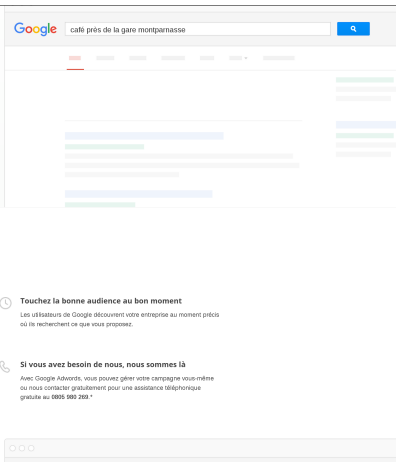 Google
café près de la gare montparnasse
Touchez la bonne audience au bon moment
Les utilisateurs de Google découvrent votre entreprise au moment précis
où ils recherchent ce que vous proposez.
Si vous avez besoin de nous, nous sommes là
Avec Google Adwords, vous pouvez gérer votre campagne vous-même
ou nous contacter gratuitement pour une assistance téléphonique
gratuite au 0805 980 269.*